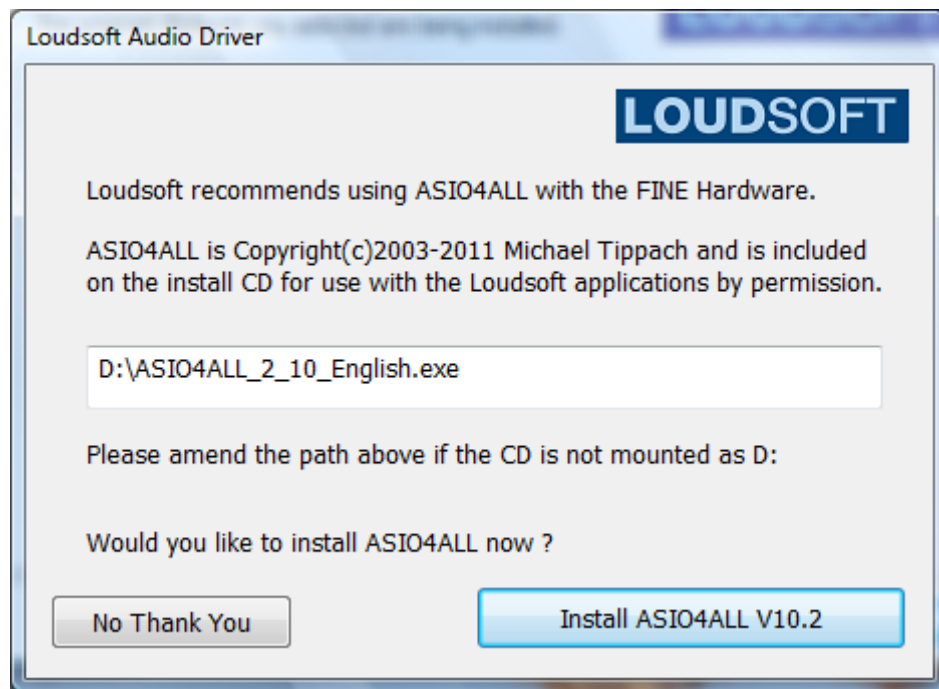 Loudsoft Audio Driver
LOUDSOFT
Loudsoft recommends using ASIO4ALL with the FINE Hardware.
ASIO4ALL is Copyright(c)2003-2011 Michael Tippach and is included
on the install CD for use with the Loudsoft applications by permission.
D:\ASIO4ALL_2_10_English.exe
Please amend the path above if the CD is not mounted as D:
Would you like to install ASIO4ALL now ?
No Thank You
Install ASIO4ALL V10.2